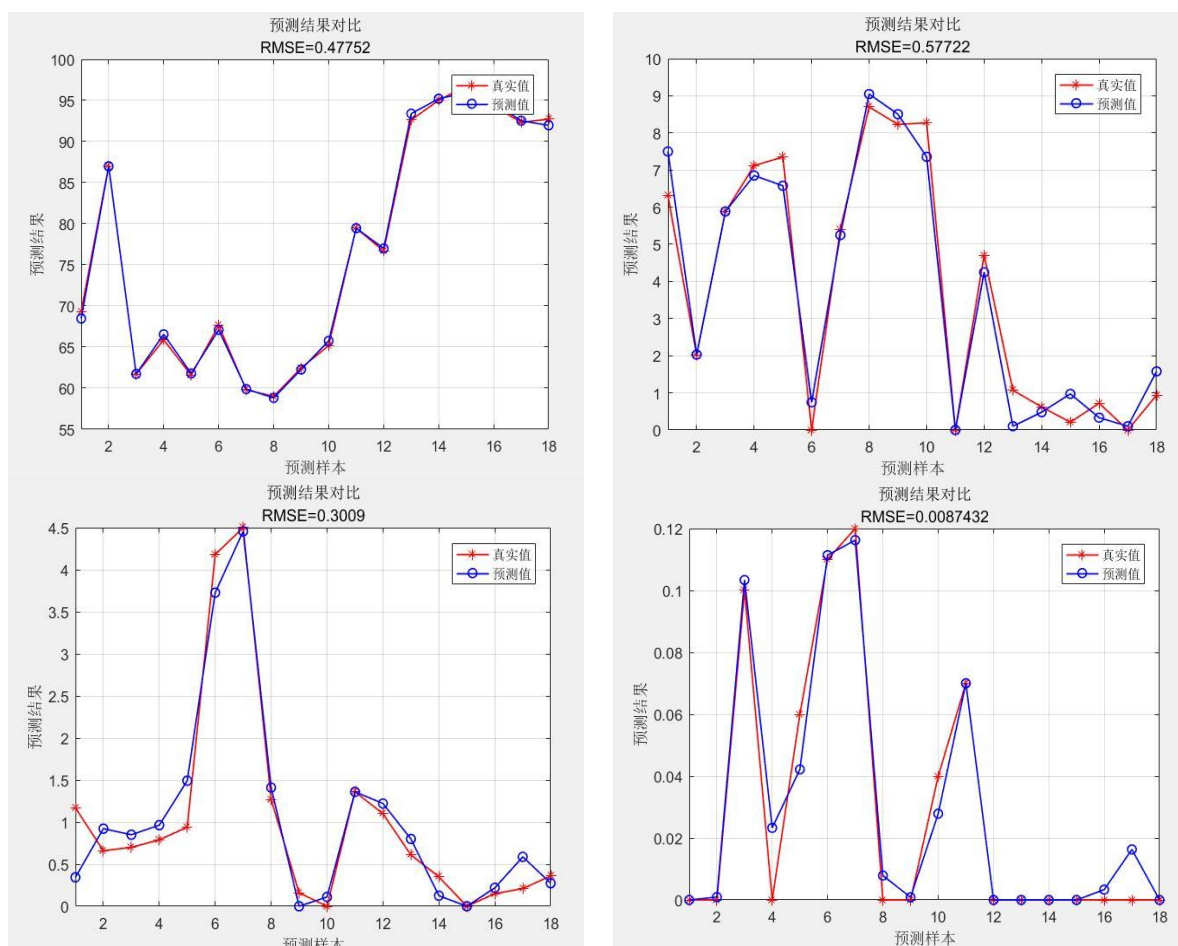 预测结果对比
RMSE=0.47752
100
95
90
85
80
75
70
65
60
55
预测结果
真实值
预测值
2 4 6 8 10 12 14 16 18
预测样本
预测结果对比
RMSE=0.57722
10
9
8
7
6
5
4
3
2
1
0
预测结果
真实值
预测值
2 4 6 8 10 12 14 16 18
预测样本
预测结果对比
RMSE=0.3009
4.5
4
3.5
3
2.5
2
1.5
1
0.5
0
预测结果
真实值
预测值
2 4 6 8 10 12 14 16 18
预测样本
预测结果对比
RMSE=0.0087432
0.12
0.1
0.08
0.06
0.04
0.02
0
预测结果
真实值
预测值
2 4 6 8 10 12 14 16 18
预测样本